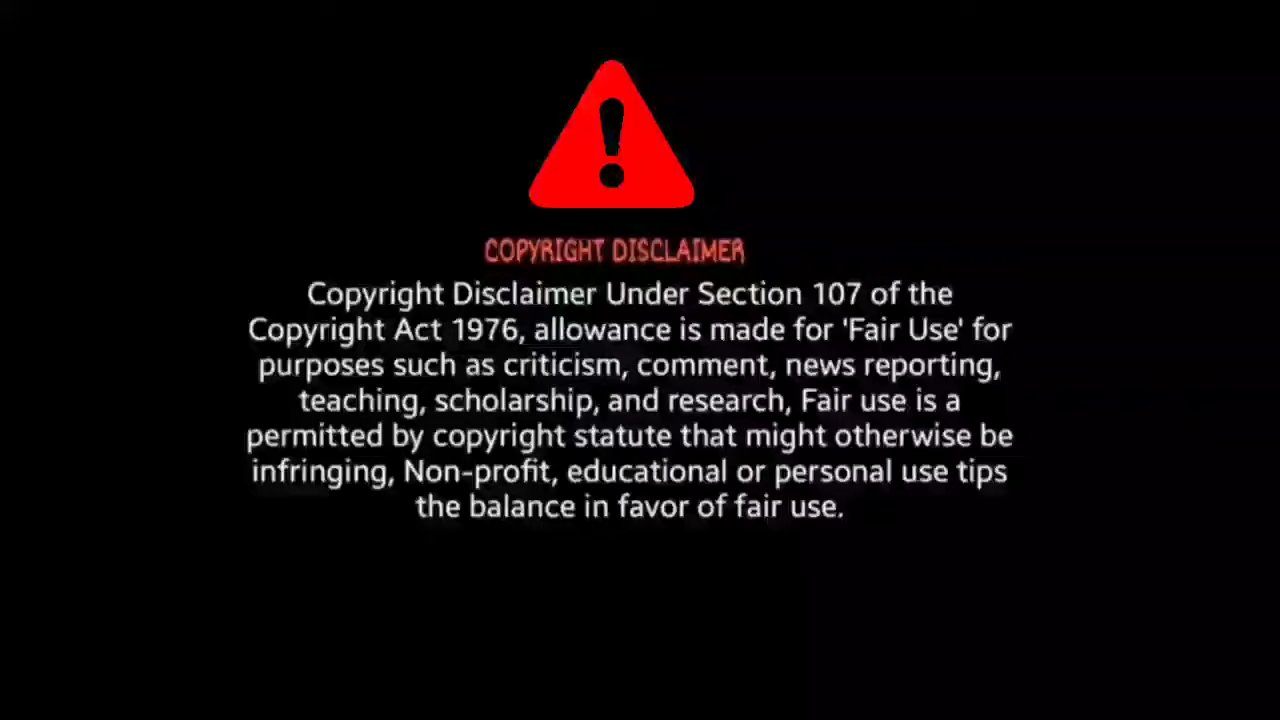 COPYRIGHT DISCLAIMER
Copyright Disclaimer Under Section 107 of the
Copyright Act 1976, allowance is made for 'Fair Use' for
purposes such as criticism, comment, news reporting,
teaching, scholarship, and research, Fair use is a
permitted by copyright statute that might otherwise be
infringing, Non-profit, educational or personal use tips
the balance in favor of fair use.